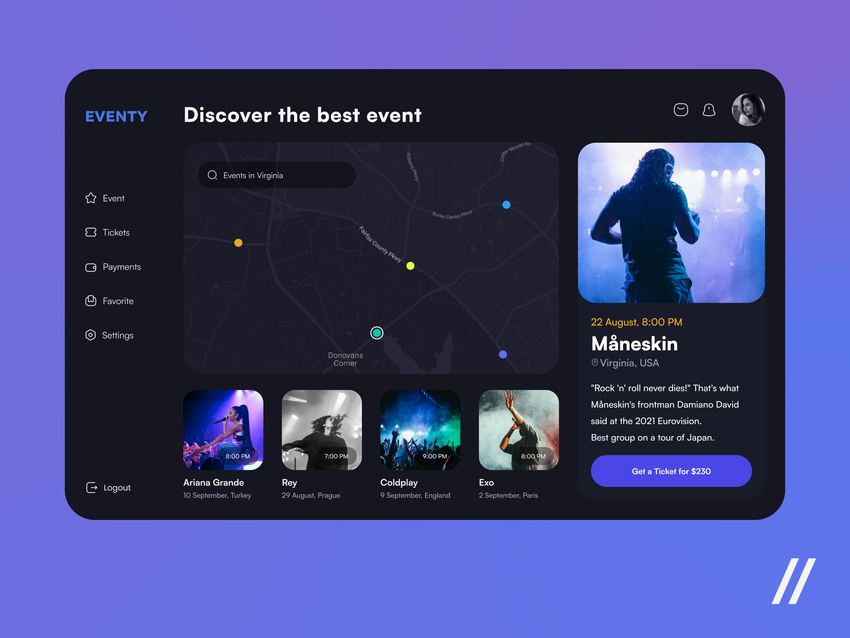 EVENTY
Discover the best event
Event
Tickets
Payments
Favorite
Settings
Logout
Events in Virginia
Burke Centre Pkwy
Fairfax County Pkwy
Donovans
Corner
8:00 PM
Ariana Grande
10 September, Turkey
7:00 PM
Rey
29 August, Prague
9:00 PM
Coldplay
9 September, England
8:00 PM
Exo
2 September, Paris
22 August, 8:00 PM
Måneskin
Virginia, USA
"Rock 'n' roll never dies!" That's what
Måneskin's frontman Damiano David
said at the 2021 Eurovision.
Best group on a tour of Japan.
Get a Ticket for $230